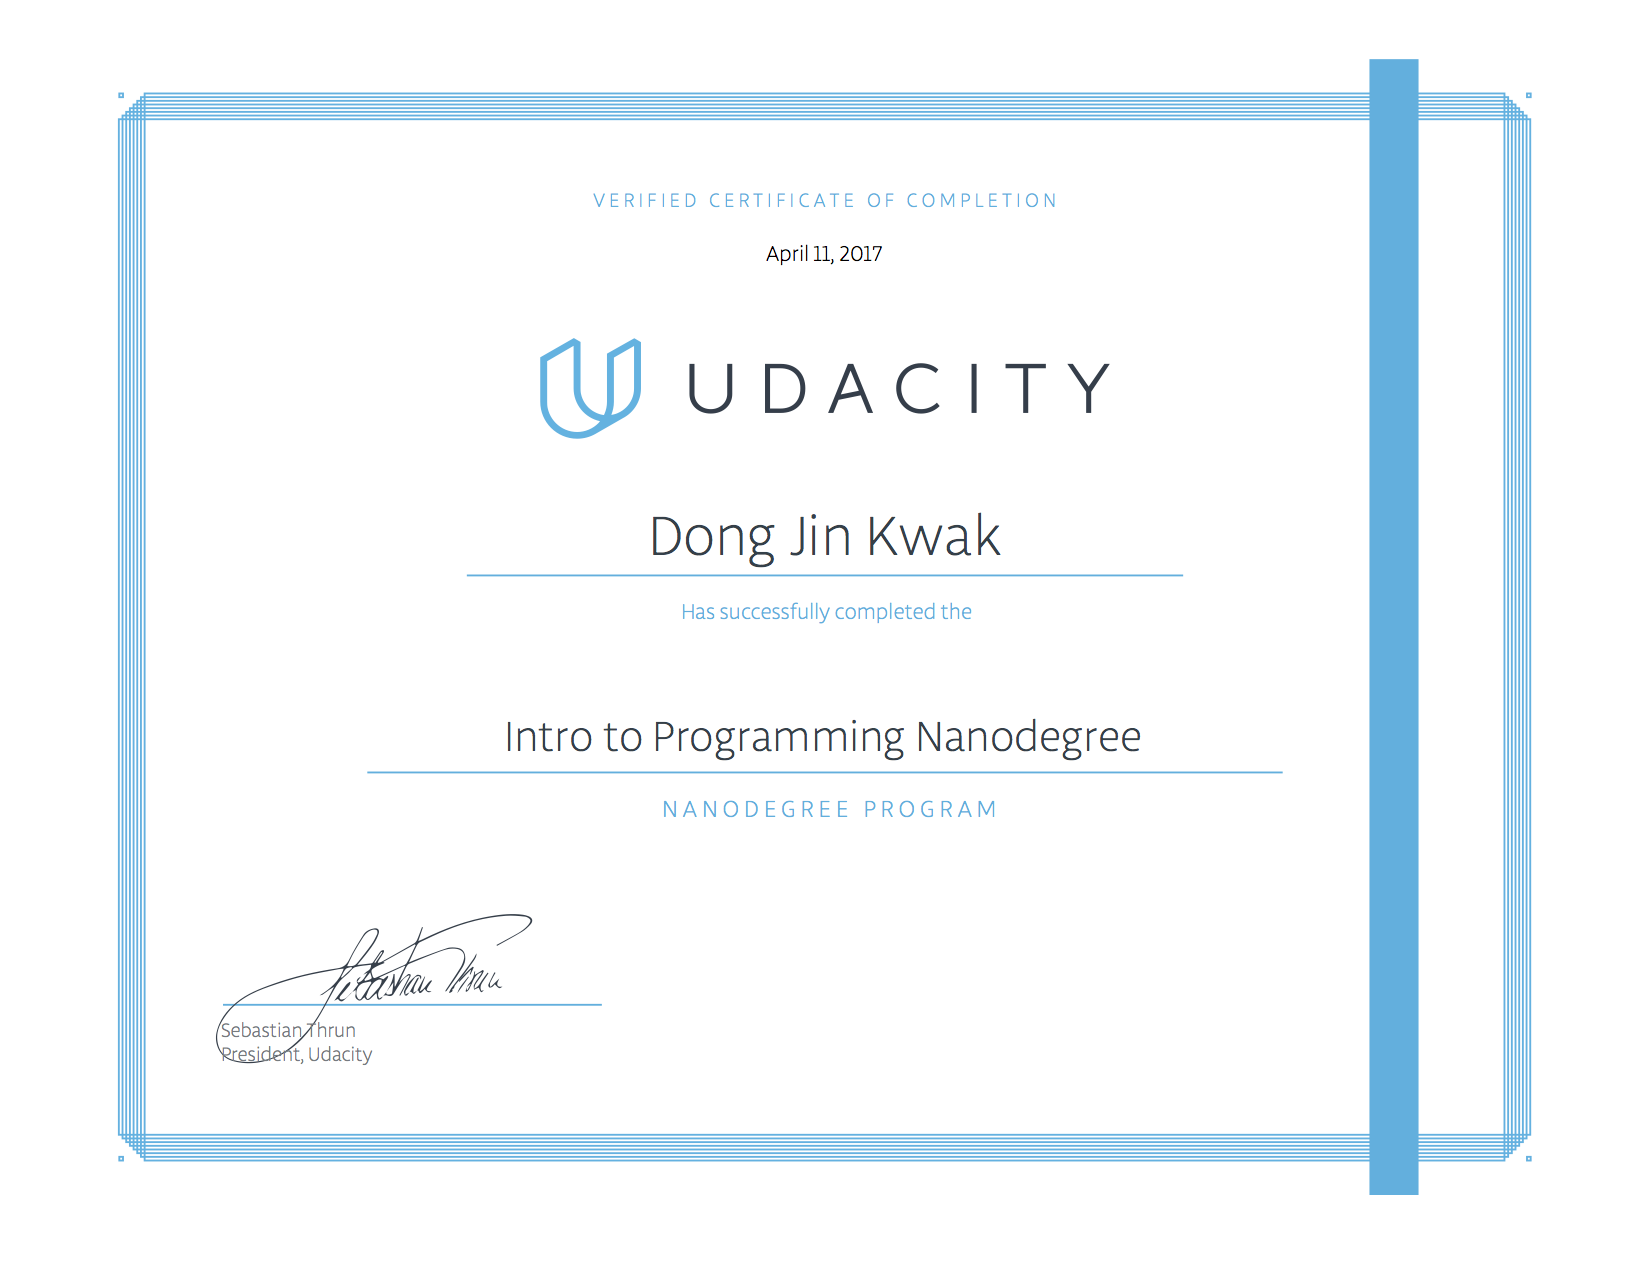 VERIFIED CERTIFICATE OF COMPLETION
April 11, 2017
UDACITY
Dong Jin Kwak
Has successfully completed the
Intro to Programming Nanodegree
NANODEGREE PROGRAM
Sebastian Thrun
Sebastian Thrun
President, Udacity